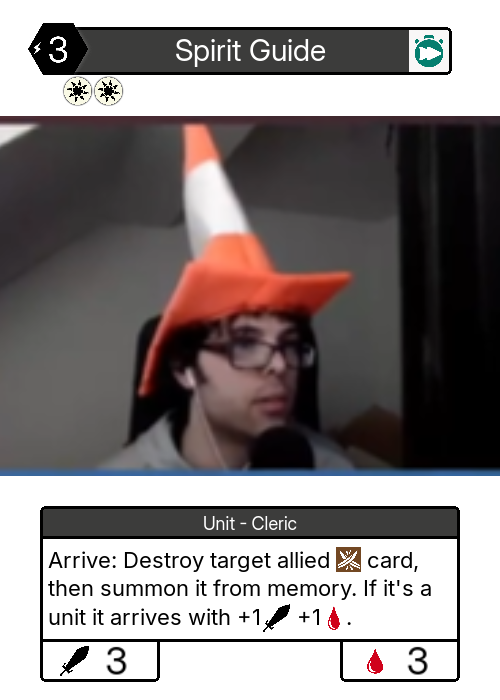 3
Spirit Guide
Unit - Cleric
Arrive: Destroy target allied card,
then summon it from memory. If it's a
unit it arrives with +1 +1 .
3
3